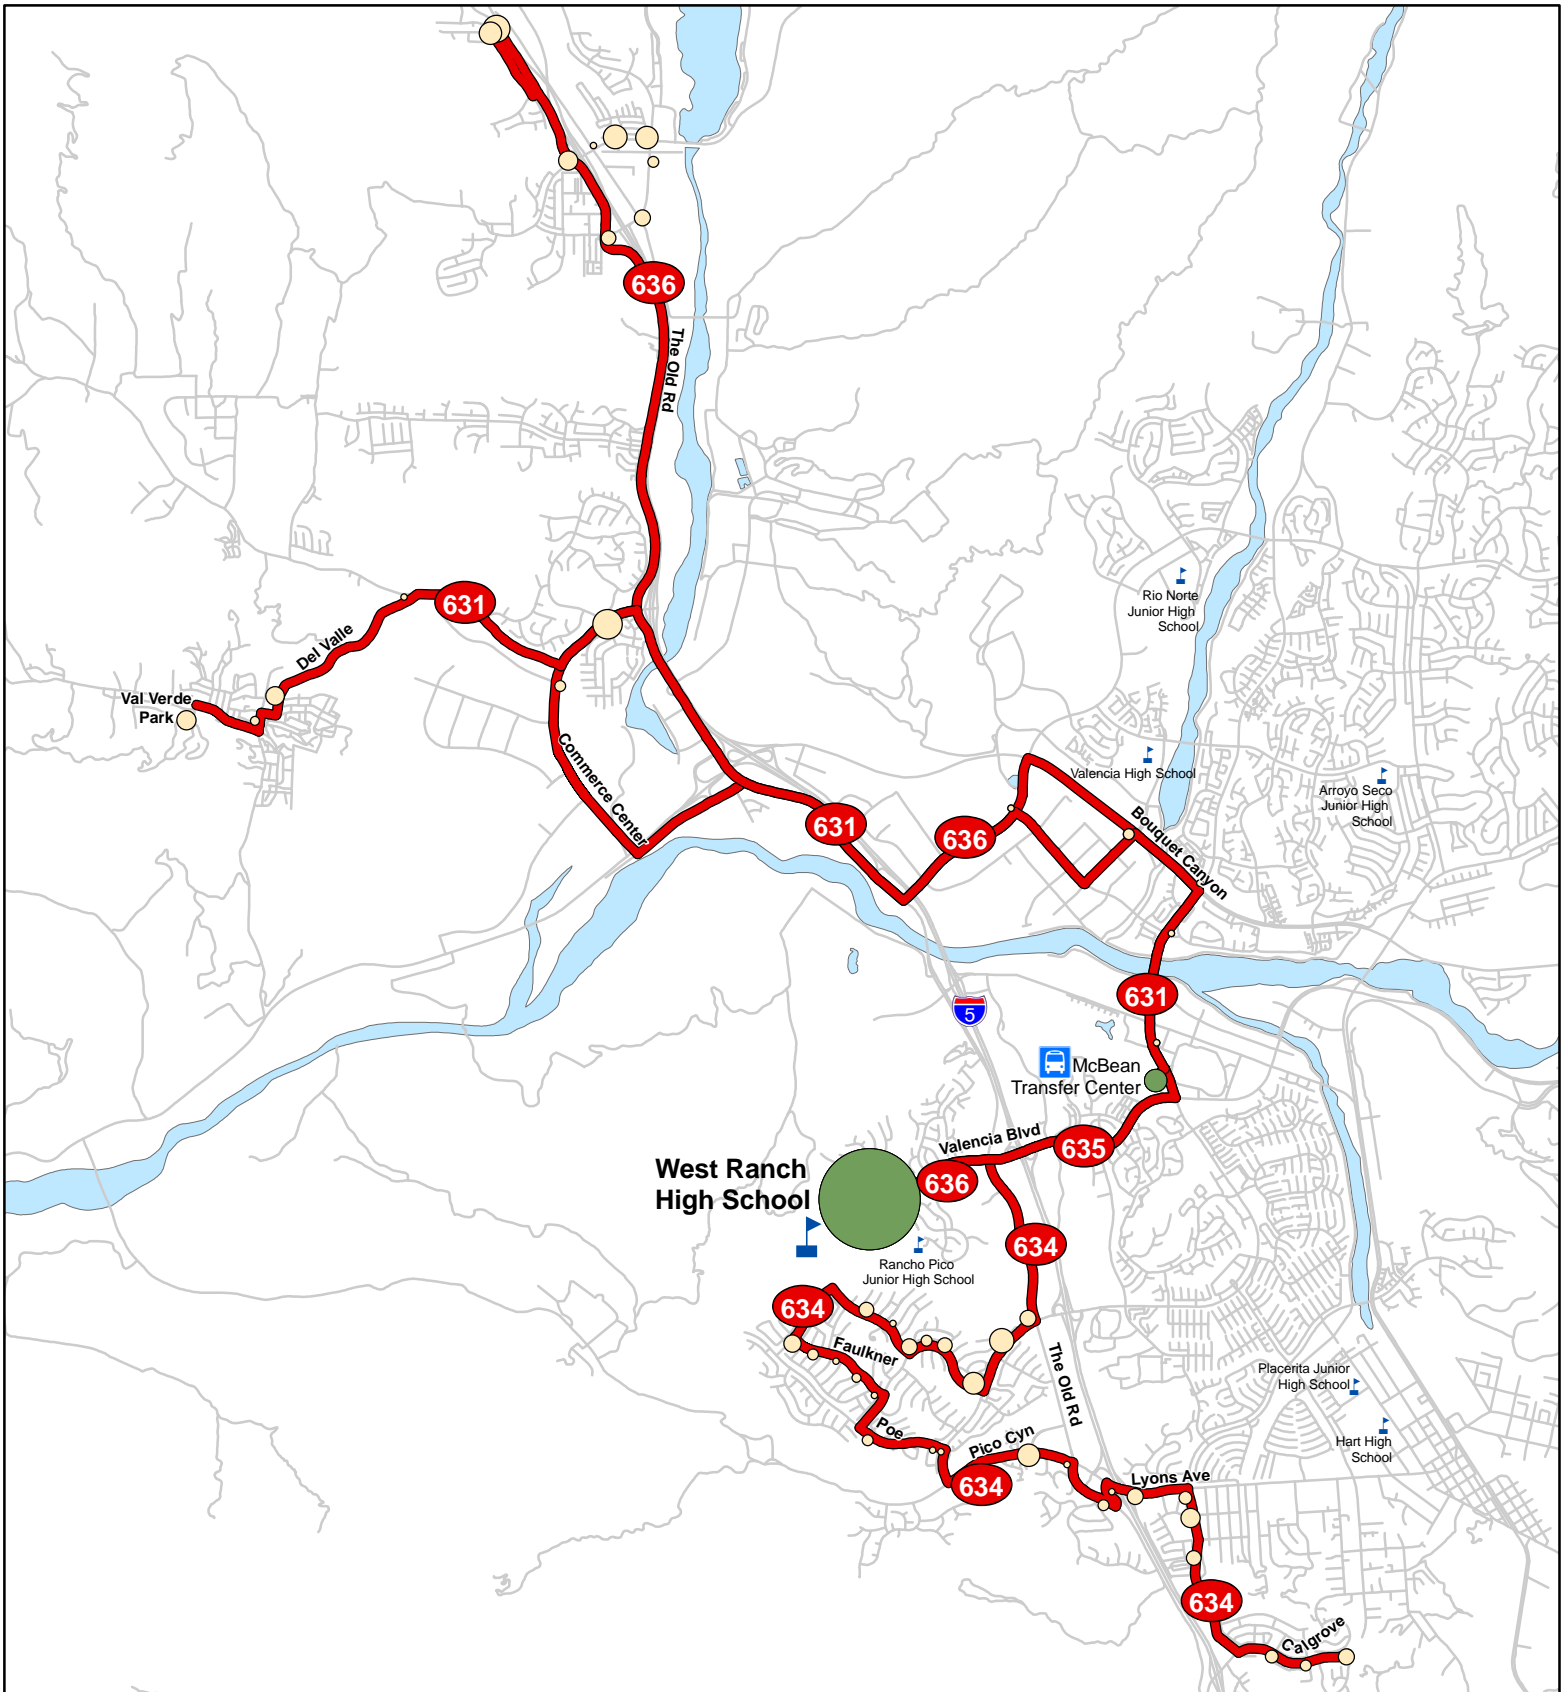 636
The Old Rd
631
Del Valle
Val Verde
Park
Commerce Center
Rio Norte
Junior High
School
Valencia High School
Arroyo Seco
Junior High
School
631
636
Bouquet Canyon
631
5
McBean
Transfer Center
Valencia Blvd
635
West Ranch
High School
636
634
Rancho Pico
Junior High School
634
Faulkner
The Old Rd
Placerita Junior
High School
Poe
Pico Cyn
Hart High
School
634
Lyons Ave
634
Calgrove